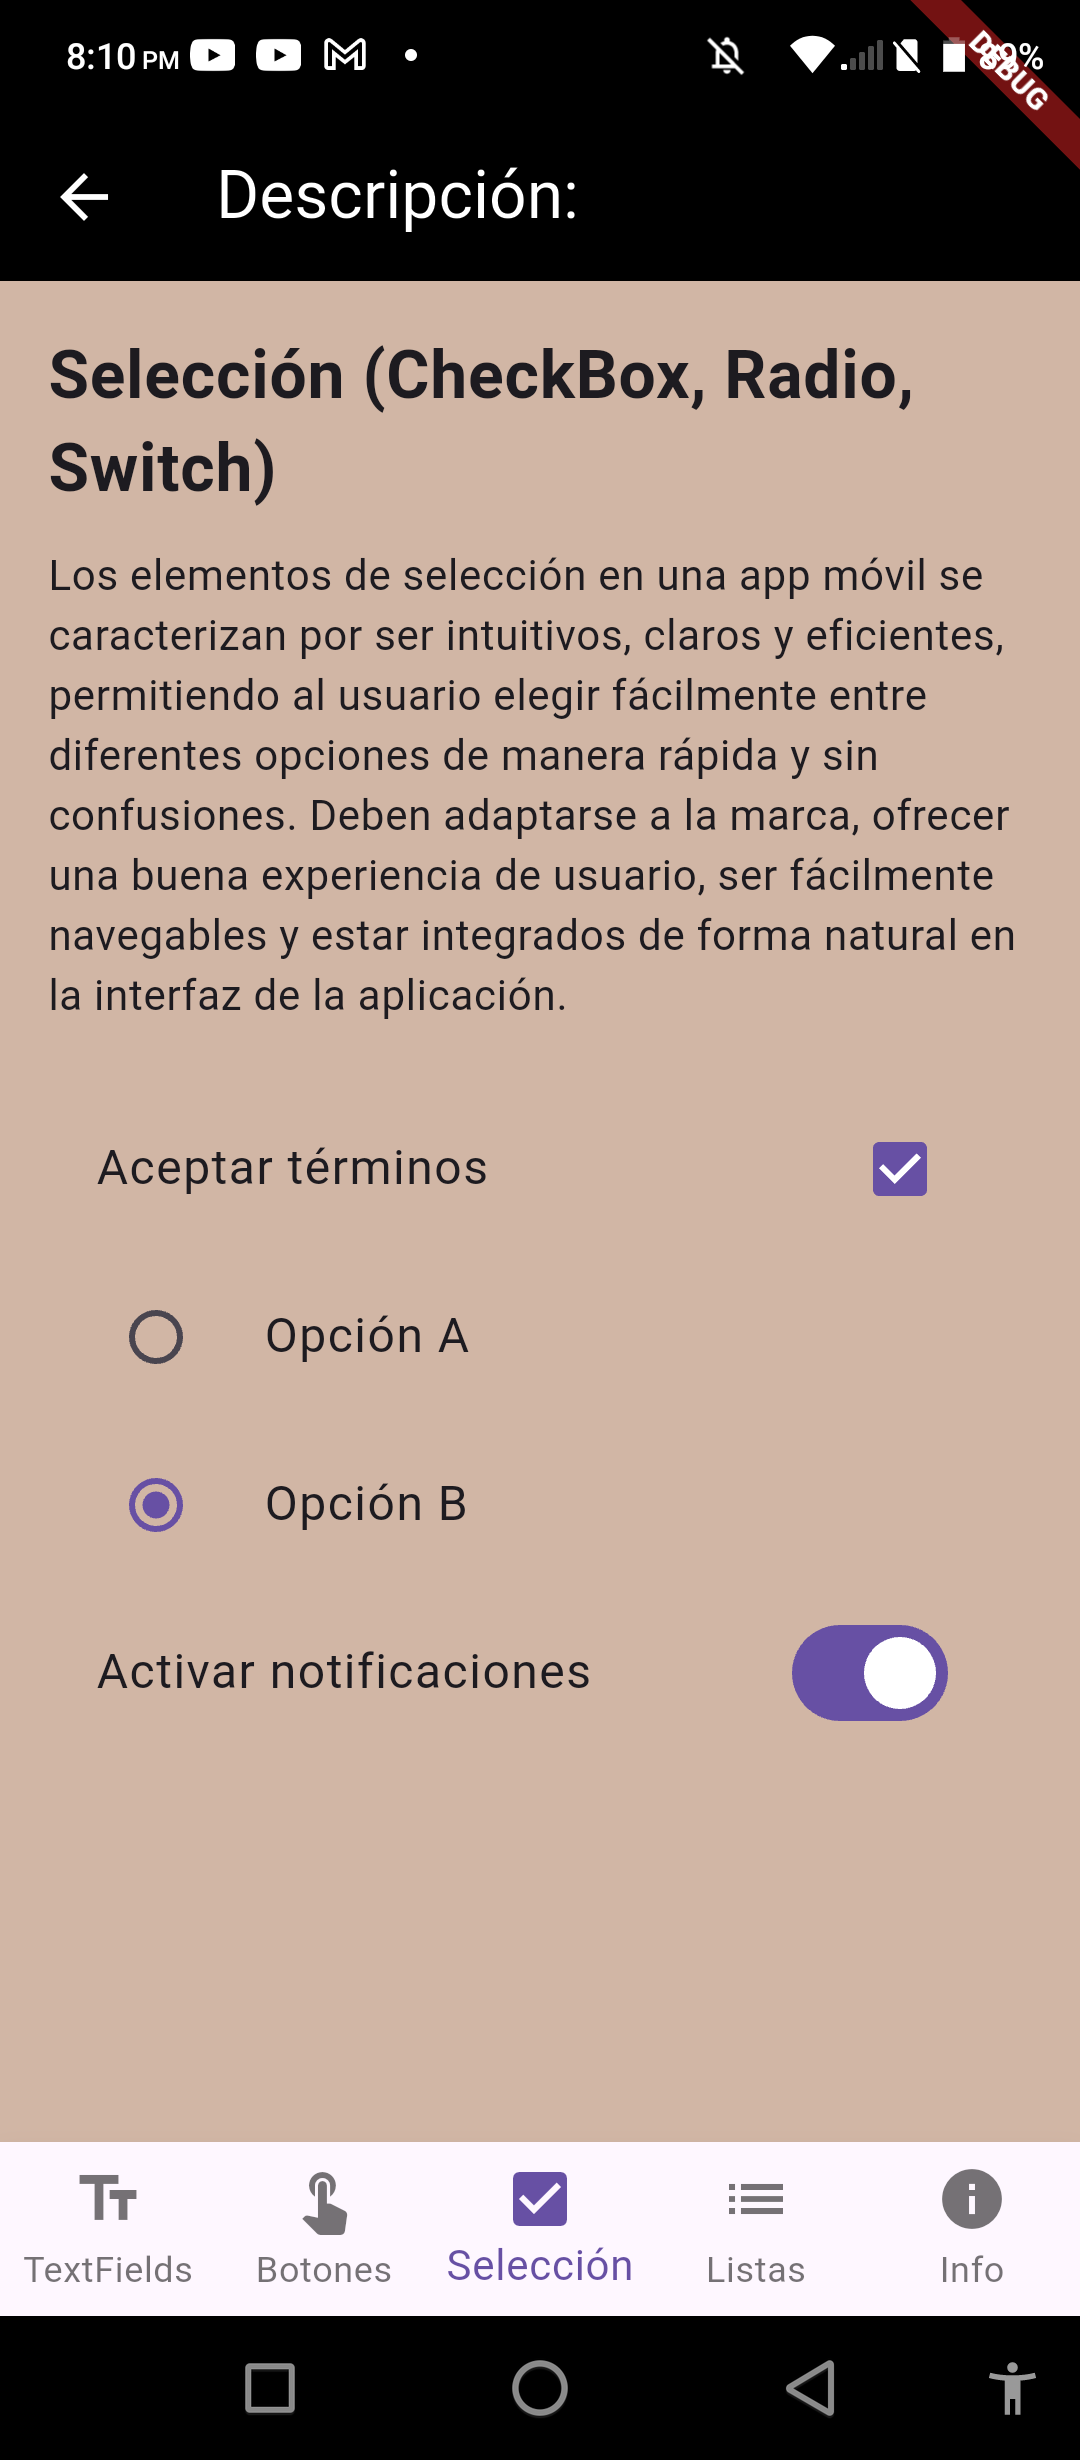 8:10 PM
9%
DEBUG
Descripción:
Selección (CheckBox, Radio,
Switch)
Los elementos de selección en una app móvil se
caracterizan por ser intuitivos, claros y eficientes,
permitiendo al usuario elegir fácilmente entre
diferentes opciones de manera rápida y sin
confusiones. Deben adaptarse a la marca, ofrecer
una buena experiencia de usuario, ser fácilmente
navegables y estar integrados de forma natural en
la interfaz de la aplicación.
Aceptar términos
Opción A
Opción B
Activar notificaciones
TextFields Botones Selección Listas Info